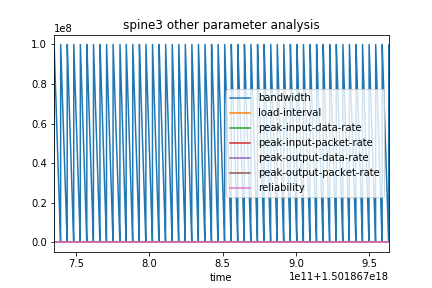 spine3 other parameter analysis
1e8
1.0
0.8
0.6
0.4
0.2
0.0
bandwidth
load-interval
peak-input-data-rate
peak-input-packet-rate
peak-output-data-rate
peak-output-packet-rate
reliability
7.5 8.0 8.5 9.0 9.5
time
1e11+1.501867e18